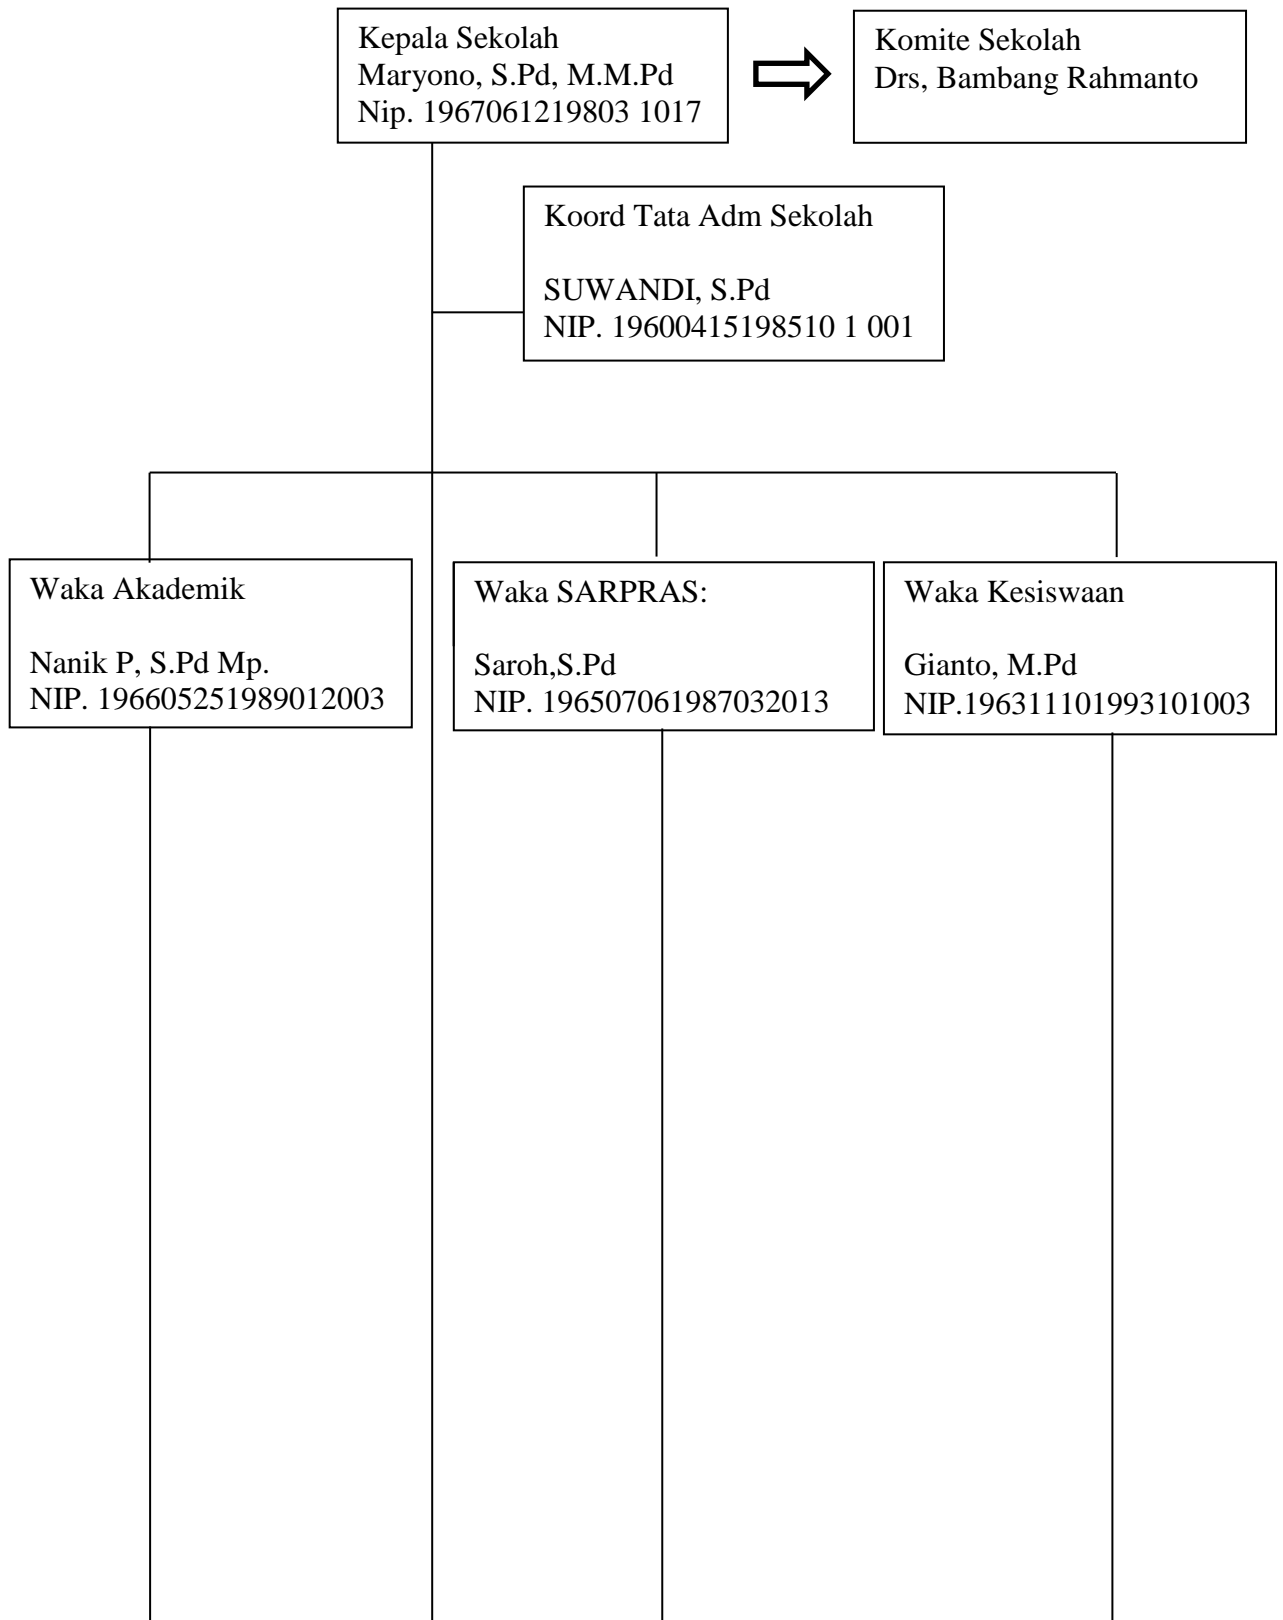 Kepala Sekolah
Maryono, S.Pd, M.M.Pd
Nip. 1967061219803 1017
Komite Sekolah
Drs, Bambang Rahmanto
Koord Tata Adm Sekolah
SUWANDI, S.Pd
NIP. 19600415198510 1 001
Waka Akademik
Nanik P, S.Pd Mp.
NIP. 196605251989012003
Waka SARPRAS:
Saroh,S.Pd
NIP. 196507061987032013
Waka Kesiswaan
Gianto, M.Pd
NIP.196311101993101003